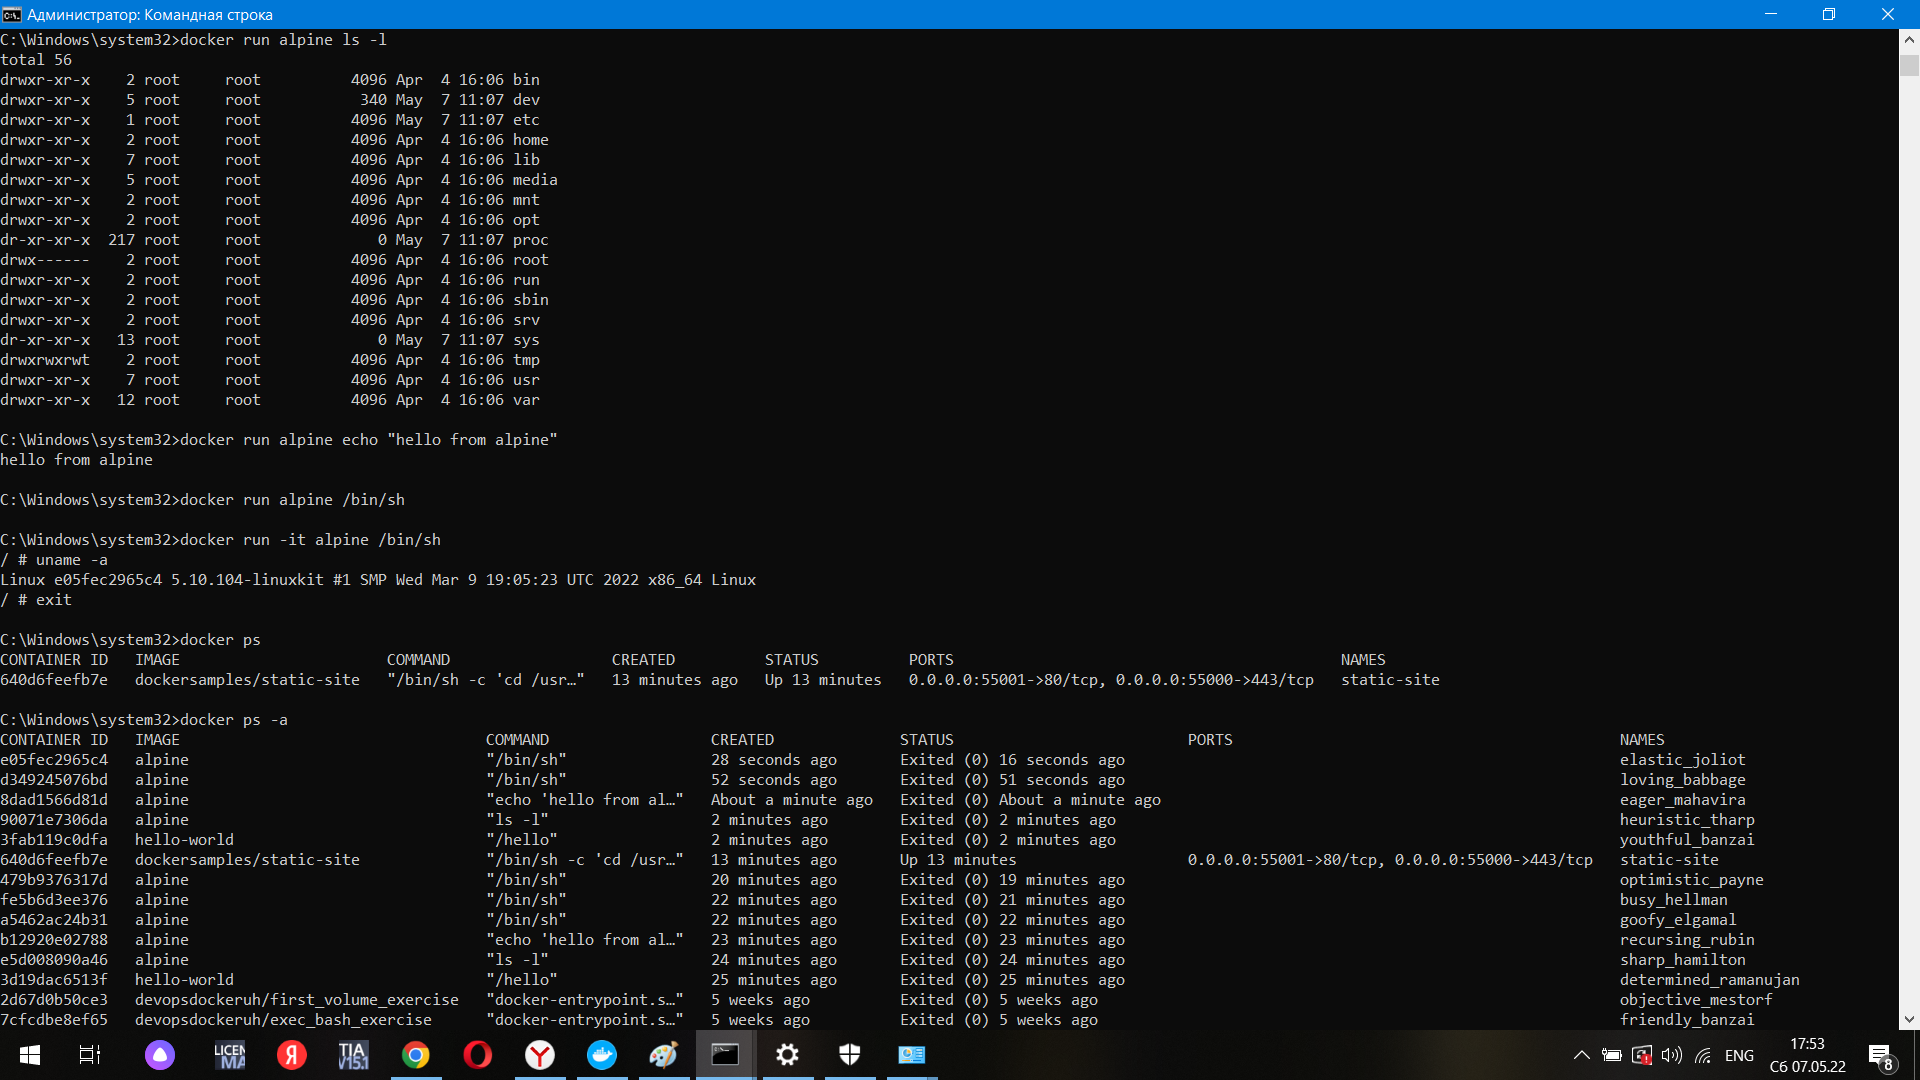 Администратор: Командная строка
C:\Windows\system32>docker run alpine ls -l
total 56
drwxr-xr-x    2 root     root          4096 Apr  4 16:06 bin
drwxr-xr-x    5 root     root           340 May  7 11:07 dev
drwxr-xr-x    1 root     root          4096 May  7 11:07 etc
drwxr-xr-x    2 root     root          4096 Apr  4 16:06 home
drwxr-xr-x    7 root     root          4096 Apr  4 16:06 lib
drwxr-xr-x    5 root     root          4096 Apr  4 16:06 media
drwxr-xr-x    2 root     root          4096 Apr  4 16:06 mnt
drwxr-xr-x    2 root     root          4096 Apr  4 16:06 opt
dr-xr-xr-x  217 root     root             0 May  7 11:07 proc
drwx------    2 root     root          4096 Apr  4 16:06 root
drwxr-xr-x    2 root     root          4096 Apr  4 16:06 run
drwxr-xr-x    2 root     root          4096 Apr  4 16:06 sbin
drwxr-xr-x    2 root     root          4096 Apr  4 16:06 srv
dr-xr-xr-x   13 root     root             0 May  7 11:07 sys
drwxrwxrwt    2 root     root          4096 Apr  4 16:06 tmp
drwxr-xr-x    7 root     root          4096 Apr  4 16:06 usr
drwxr-xr-x   12 root     root          4096 Apr  4 16:06 var
C:\Windows\system32>docker run alpine echo "hello from alpine"
hello from alpine
C:\Windows\system32>docker run alpine /bin/sh
C:\Windows\system32>docker run -it alpine /bin/sh
/ # uname -a
Linux e05fec2965c4 5.10.104-linuxkit #1 SMP Wed Mar 9 19:05:23 UTC 2022 x86_64 Linux
/ # exit
C:\Windows\system32>docker ps
CONTAINER ID   IMAGE                       COMMAND                  CREATED          STATUS          PORTS                                           NAMES
640d6feefb7e   dockersamples/static-site   "/bin/sh -c 'cd /usr…"   13 minutes ago   Up 13 minutes   0.0.0.0:55001->80/tcp, 0.0.0.0:55000->443/tcp   static-site
C:\Windows\system32>docker ps -a
CONTAINER ID   IMAGE                                  COMMAND                  CREATED              STATUS                          PORTS                                           NAMES
e05fec2965c4   alpine                                 "/bin/sh"                28 seconds ago       Exited (0) 16 seconds ago                                                       elastic_joliot
d349245076bd   alpine                                 "/bin/sh"                52 seconds ago       Exited (0) 51 seconds ago                                                       loving_babbage
8dad1566d81d   alpine                                 "echo 'hello from al…"   About a minute ago   Exited (0) About a minute ago                                                   eager_mahavira
90071e7306da   alpine                                 "ls -l"                  2 minutes ago        Exited (0) 2 minutes ago                                                        heuristic_tharp
3fab119c0dfa   hello-world                            "/hello"                 2 minutes ago        Exited (0) 2 minutes ago                                                        youthful_banzai
640d6feefb7e   dockersamples/static-site              "/bin/sh -c 'cd /usr…"   13 minutes ago       Up 13 minutes                   0.0.0.0:55001->80/tcp, 0.0.0.0:55000->443/tcp   static-site
479b9376317d   alpine                                 "/bin/sh"                20 minutes ago       Exited (0) 19 minutes ago                                                       optimistic_payne
fe5b6d3ee376   alpine                                 "/bin/sh"                22 minutes ago       Exited (0) 21 minutes ago                                                       busy_hellman
a5462ac24b31   alpine                                 "/bin/sh"                22 minutes ago       Exited (0) 22 minutes ago                                                       goofy_elgamal
b12920e02788   alpine                                 "echo 'hello from al…"   23 minutes ago       Exited (0) 23 minutes ago                                                       recursing_rubin
e5d008090a46   alpine                                 "ls -l"                  24 minutes ago       Exited (0) 24 minutes ago                                                       sharp_hamilton
3d19dac6513f   hello-world                            "/hello"                 25 minutes ago       Exited (0) 25 minutes ago                                                       determined_ramanujan
2d67d0b50ce3   devopsdockeruh/first_volume_exercise   "docker-entrypoint.s…"   5 weeks ago          Exited (0) 5 weeks ago                                                          objective_mestorf
7cfcdbe8ef65   devopsdockeruh/exec_bash_exercise      "docker-entrypoint.s…"   5 weeks ago          Exited (0) 5 weeks ago                                                          friendly_banzai
LICEN
MA
Я
TIA
V15.1
ENG
17:53
Сб 07.05.22
8